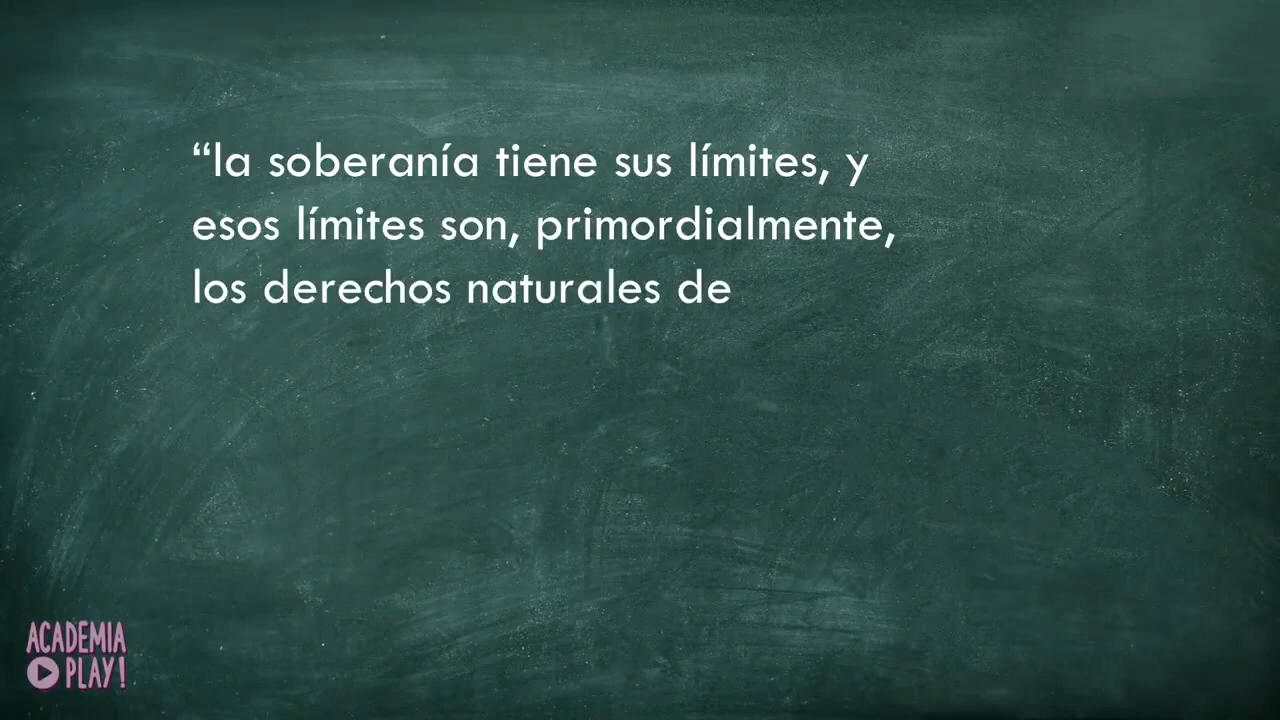 “la soberanía tiene sus límites, y
esos límites son, primordialmente,
los derechos naturales de
ACADEMIA
PLAY!